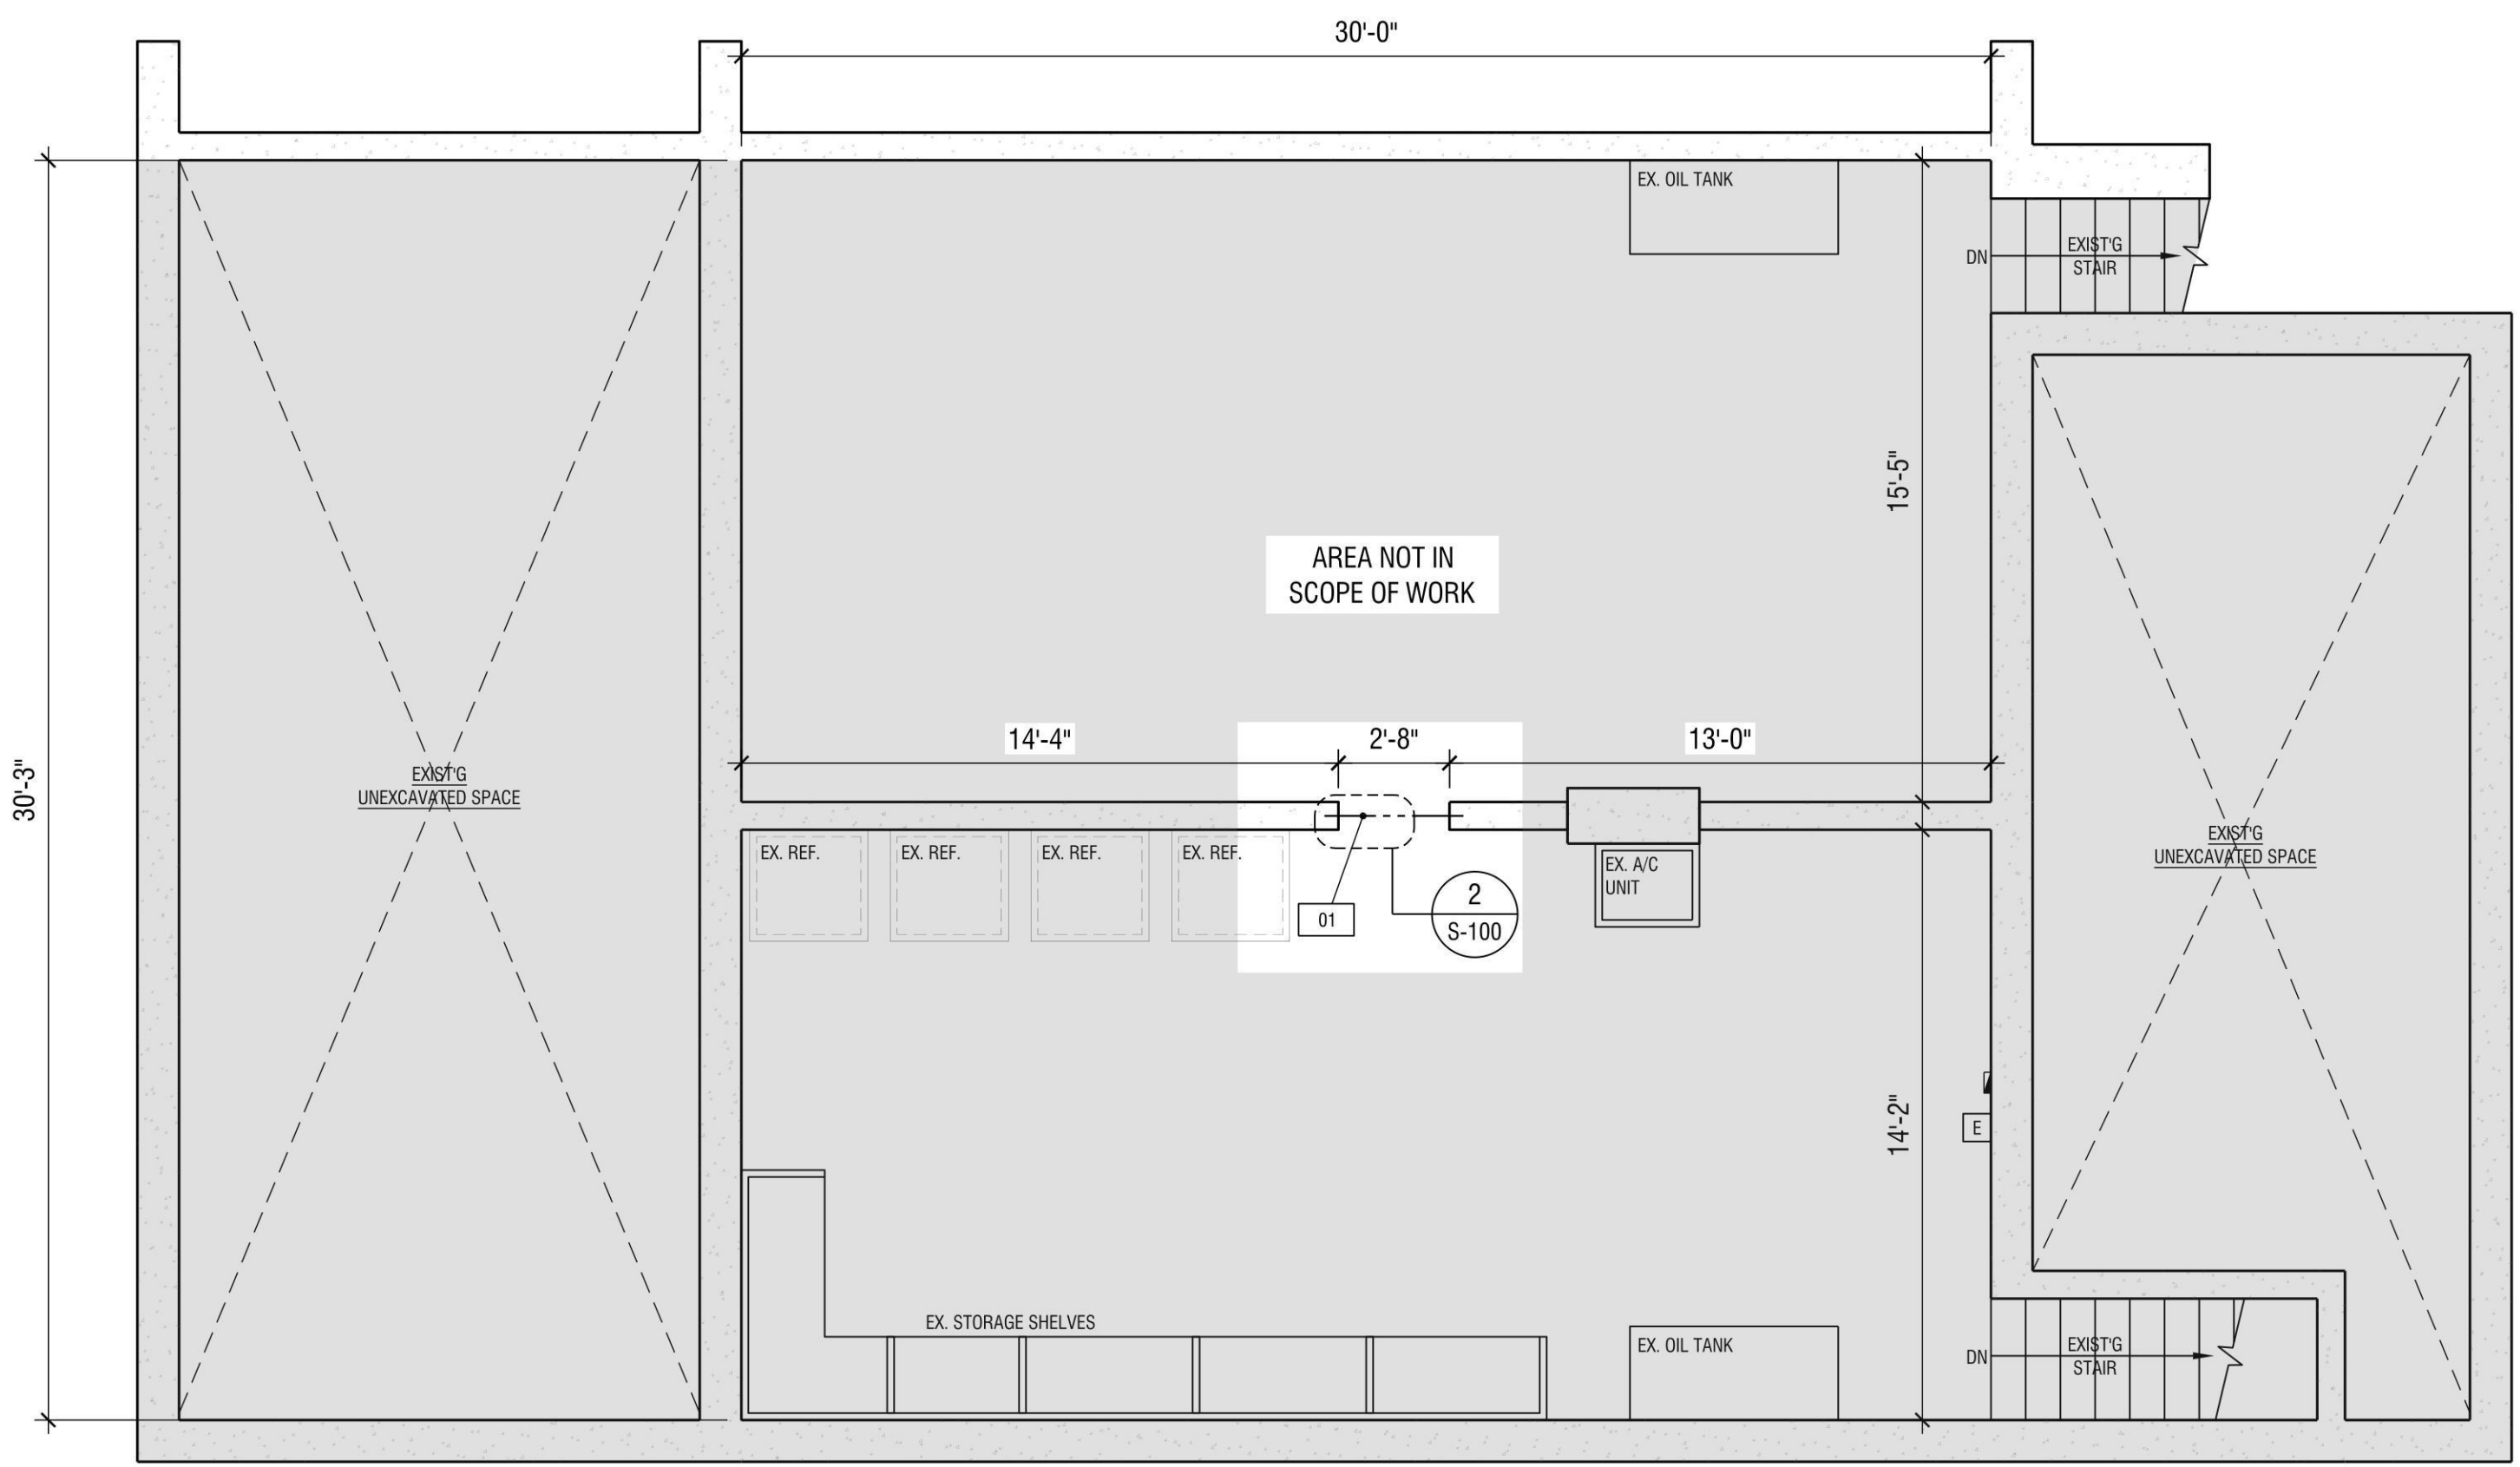 30'-0"
EX. OIL TANK
DN
EXIST'G
STAIR
15'-5"
AREA NOT IN
SCOPE OF WORK
14'-4"
2'-8"
13'-0"
30'-3"
EXIST'G
UNEXCAVATED SPACE
EXIST'G
UNEXCAVATED SPACE
EX. REF.
EX. REF.
EX. REF.
EX. REF.
01
2
S-100
EX. A/C
UNIT
14'-2"
E
EX. STORAGE SHELVES
EX. OIL TANK
DN
EXIST'G
STAIR